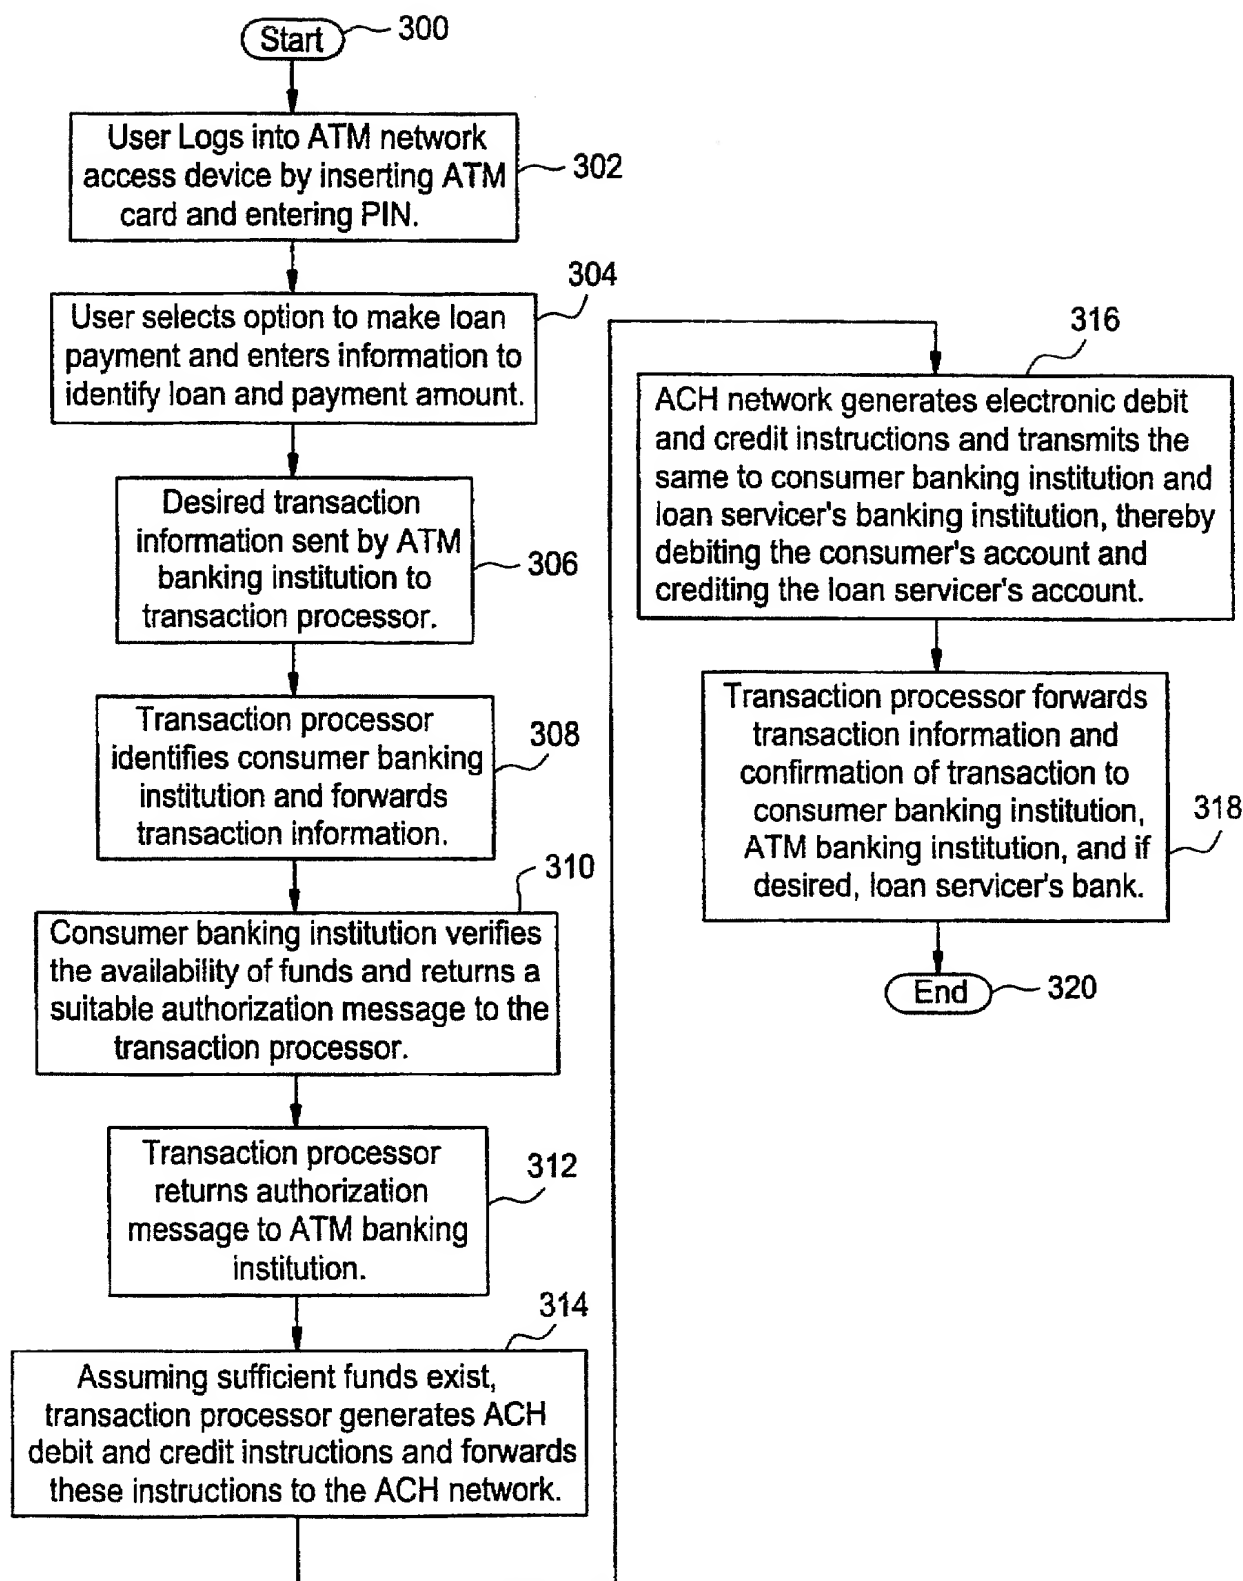 Start
300
User Logs into ATM network
access device by inserting ATM
card and entering PIN.
302
304
User selects option to make loan
payment and enters information to
identify loan and payment amount.
Desired transaction
information sent by ATM
banking institution to
transaction processor.
306
Transaction processor
identifies consumer banking
institution and forwards
transaction information.
308
310
Consumer banking institution verifies
the availability of funds and returns a
suitable authorization message to the
transaction processor.
Transaction processor
returns authorization
message to ATM banking
institution.
312
314
Assuming sufficient funds exist,
transaction processor generates ACH
debit and credit instructions and forwards
these instructions to the ACH network.
316
ACH network generates electronic debit
and credit instructions and transmits the
same to consumer banking institution and
loan servicer's banking institution, thereby
debiting the consumer's account and
crediting the loan servicer's account.
Transaction processor forwards
transaction information and
confirmation of transaction to
consumer banking institution,
ATM banking institution, and if
desired, loan servicer's bank.
318
End
320